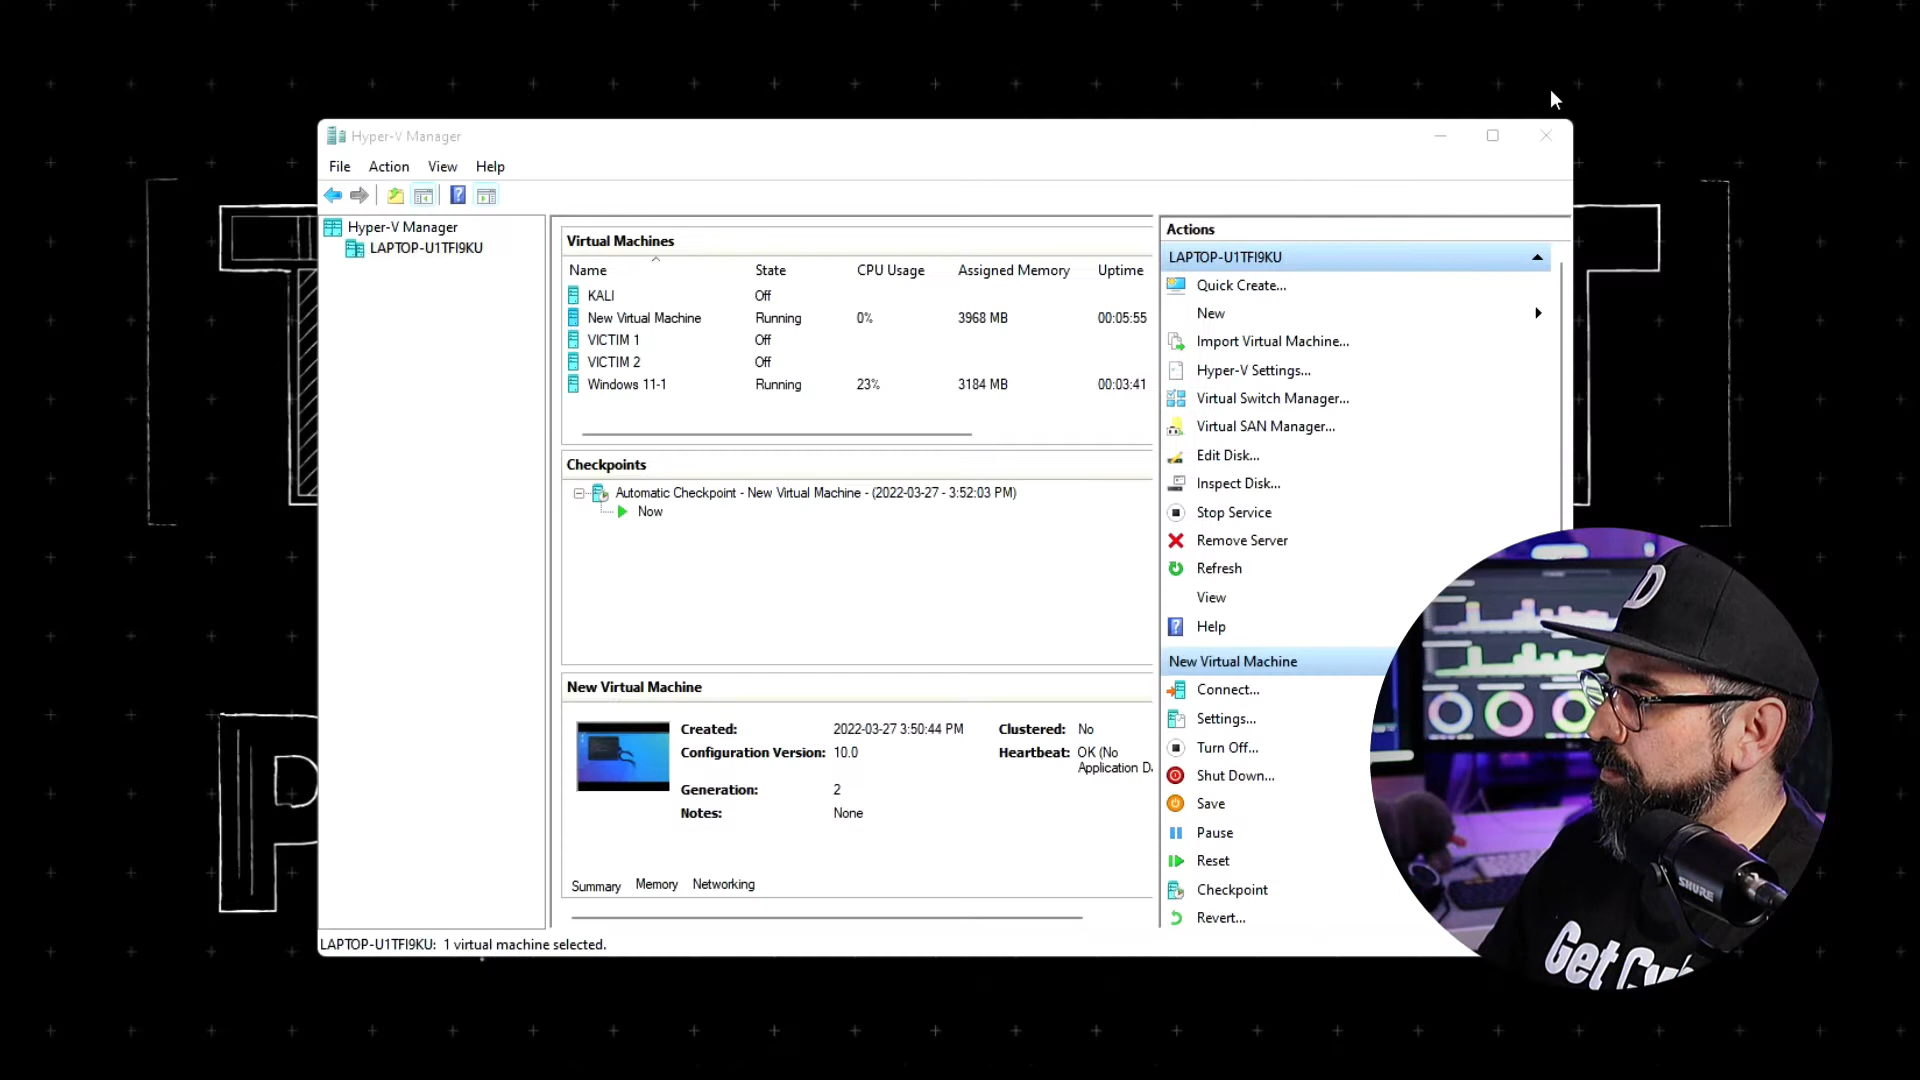 Hyper-V Manager
File Action View Help
Hyper-V Manager
LAPTOP-U1TFI9KU
Virtual Machines
Name State CPU Usage Assigned Memory Uptime
KALI Off
New Virtual Machine Running 0% 3968 MB 00:05:55
VICTIM 1 Off
VICTIM 2 Off
Windows 11-1 Running 23% 3184 MB 00:03:41
Checkpoints
Automatic Checkpoint - New Virtual Machine - (2022-03-27 - 3:52:03 PM)
Now
New Virtual Machine
Created: 2022-03-27 3:50:44 PM Clustered: No
Configuration Version: 10.0 Heartbeat: OK (No
Application D
Generation: 2
Notes: None
Summary Memory Networking
Actions
LAPTOP-U1TFI9KU
Quick Create...
New
Import Virtual Machine...
Hyper-V Settings...
Virtual Switch Manager...
Virtual SAN Manager...
Edit Disk...
Inspect Disk...
Stop Service
Remove Server
Refresh
View
Help
New Virtual Machine
Connect...
Settings...
Turn Off...
Shut Down...
Save
Pause
Reset
Checkpoint
Revert...
LAPTOP-U1TFI9KU: 1 virtual machine selected.
T T
P
D
SHURE
Get